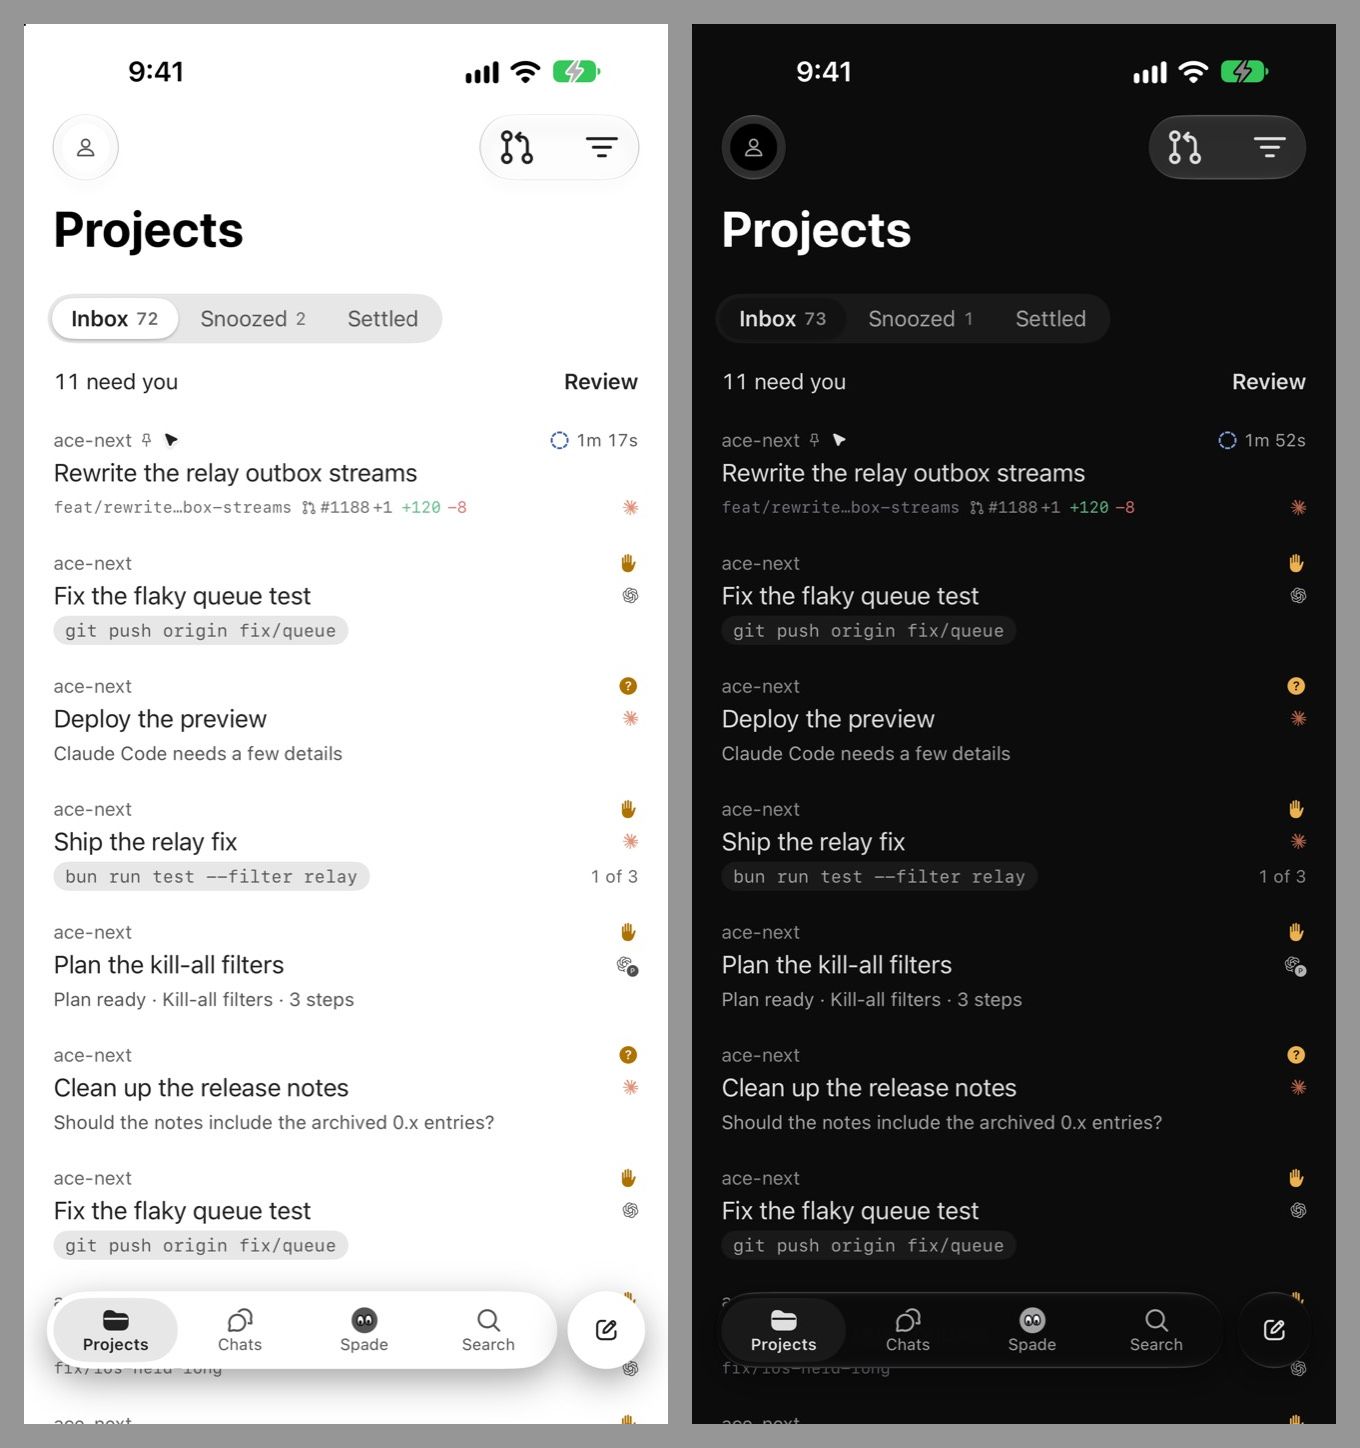 9:41
Projects
Inbox 72 Snoozed 2 Settled
11 need you Review
ace-next 1m 17s
Rewrite the relay outbox streams
feat/rewrite…box-streams #1188 +1 +120 −8
ace-next
Fix the flaky queue test
git push origin fix/queue
ace-next ?
Deploy the preview
Claude Code needs a few details
ace-next
Ship the relay fix
bun run test --filter relay 1 of 3
ace-next
Plan the kill-all filters P
Plan ready · Kill-all filters · 3 steps
ace-next ?
Clean up the release notes
Should the notes include the archived 0.x entries?
ace-next
Fix the flaky queue test
git push origin fix/queue
Projects Chats Spade Search
ace-next
9:41
Projects
Inbox 73 Snoozed 1 Settled
11 need you Review
ace-next 1m 52s
Rewrite the relay outbox streams
feat/rewrite…box-streams #1188 +1 +120 −8
ace-next
Fix the flaky queue test
git push origin fix/queue
ace-next ?
Deploy the preview
Claude Code needs a few details
ace-next
Ship the relay fix
bun run test --filter relay 1 of 3
ace-next
Plan the kill-all filters P
Plan ready · Kill-all filters · 3 steps
ace-next ?
Clean up the release notes
Should the notes include the archived 0.x entries?
ace-next
Fix the flaky queue test
git push origin fix/queue
Projects Chats Spade Search
ace-next